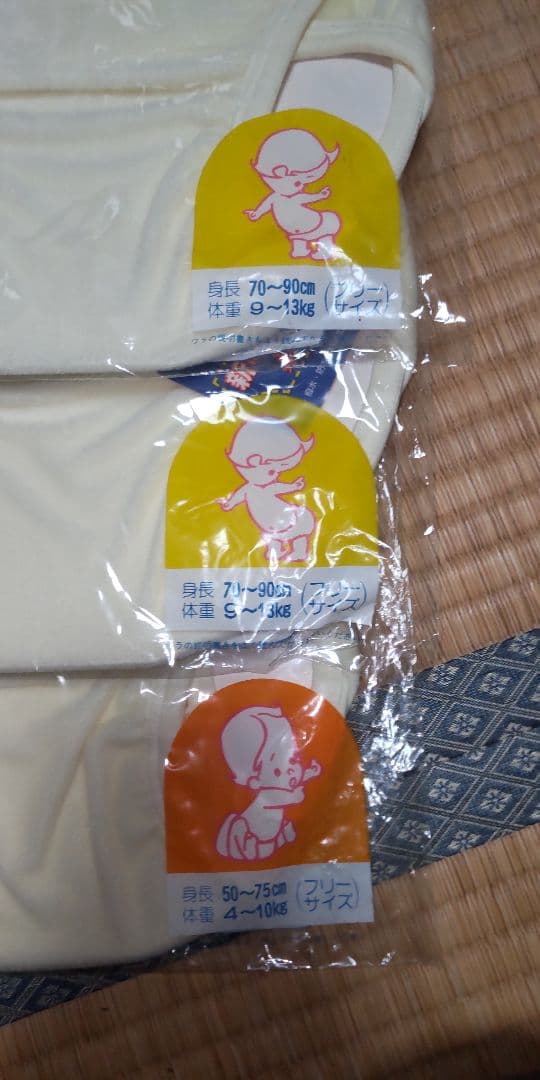 身長 70〜90cm
体重 9〜13kg
(フリーサイズ)
身長 70〜90cm
体重 9〜13kg
(フリーサイズ)
身長 50〜75cm
体重 4〜10kg
(フリーサイズ)